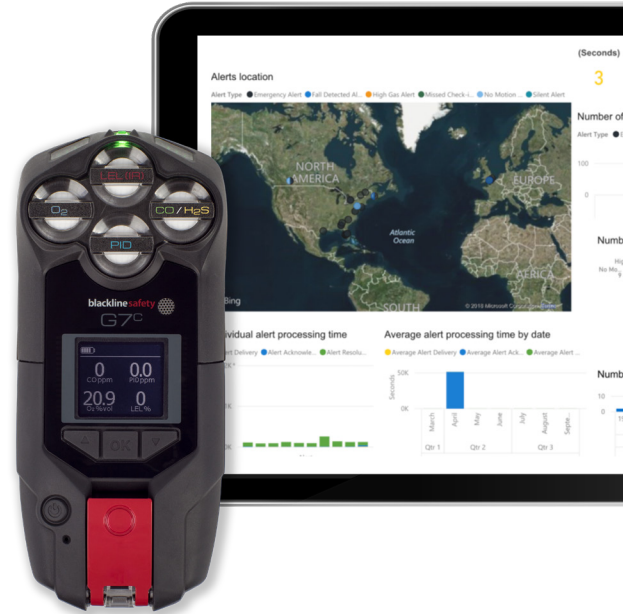 LEL (IR)
O₂
CO/H₂S
PID
blacklinesafety
G7ᶜ
0
CO ppm
0.0
PID ppm
20.9
O₂ %vol
0
LEL %
OK
(Seconds)
3
Alerts location
Alert Type Emergency Alert Fall Detected Al... High Gas Alert Missed Check-i... No Motion ... Silent Alert
NORTH
AMERICA
EUROPE
Atlantic
Ocean
AFRICA
SOUTH
Bing
© 2016 Microsoft
Number of
Alert Type
100
0
Numb
No Mo...
ividual alert processing time
Alert Delivery Alert Acknowle... Alert Resolu...
0K
Average alert processing time by date
Average Alert Delivery Average Alert Ack... Average Alert ...
Seconds
50K
0K
March
April
May
June
July
August
Septe...
Qtr 1
Qtr 2
Qtr 3
Numb
10
0